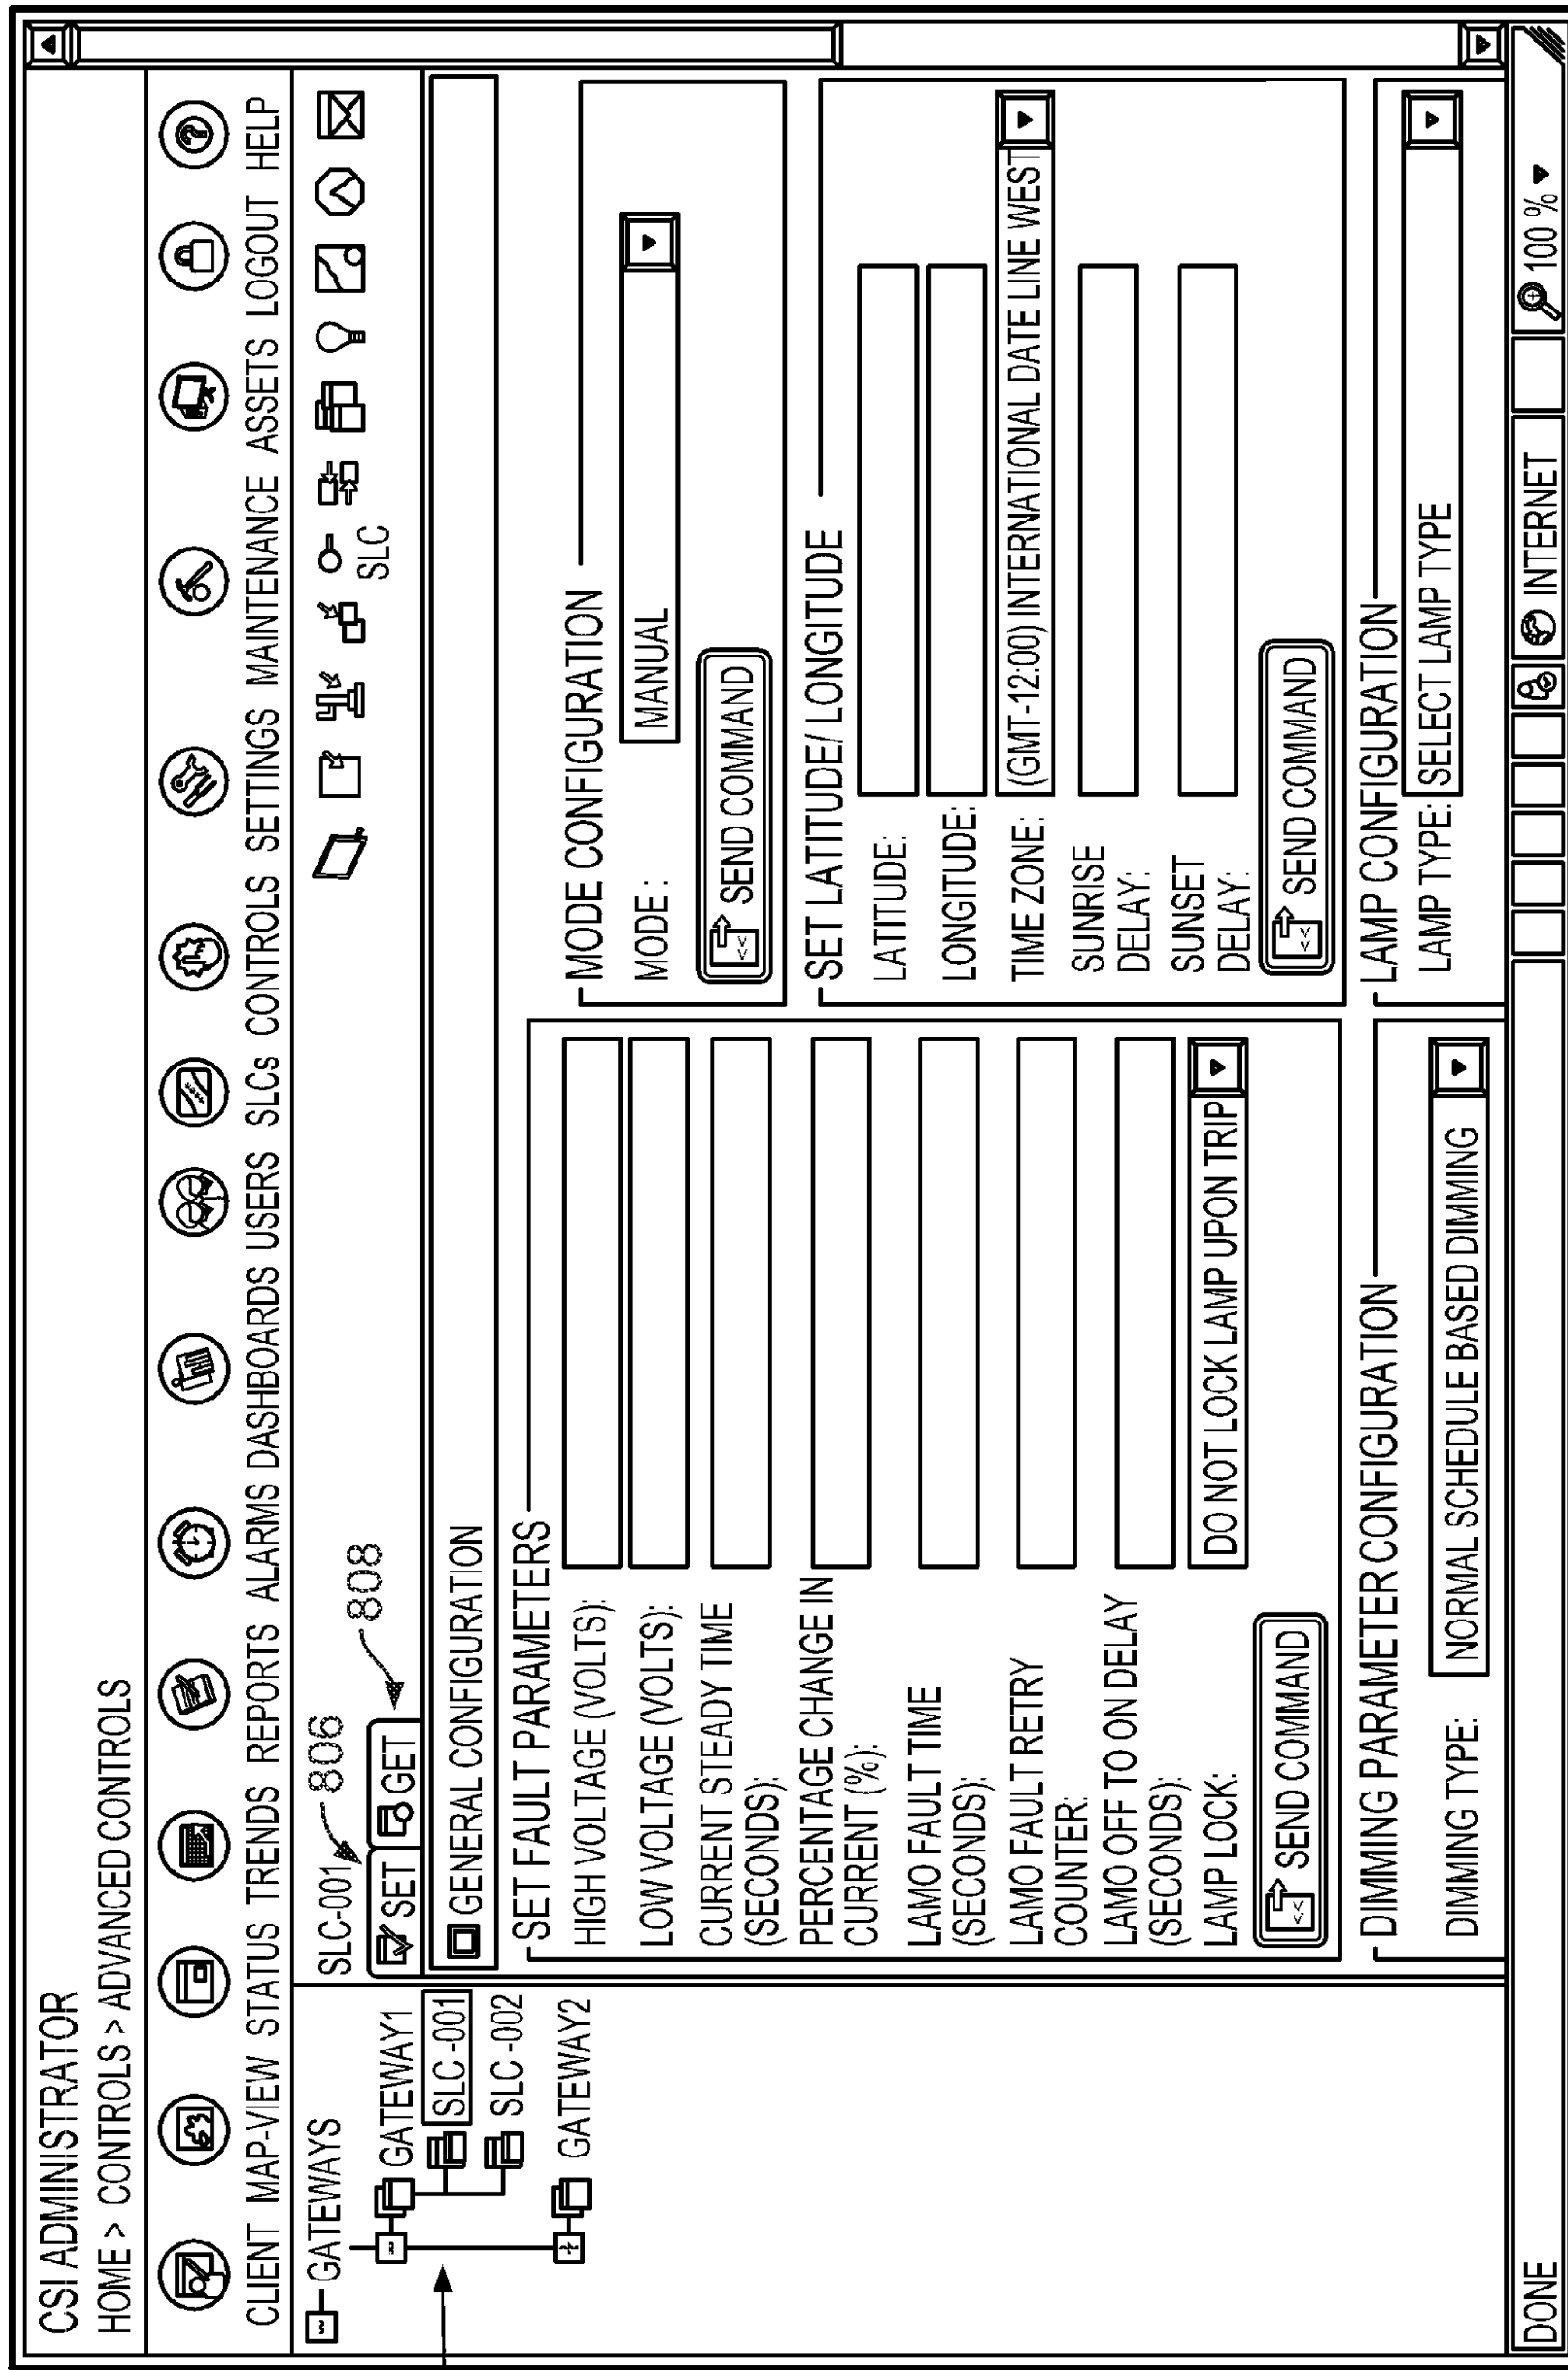 CSI ADMINISTRATOR
HOME > CONTROLS > ADVANCED CONTROLS
CLIENT MAP-VIEW STATUS TRENDS REPORTS ALARMS DASHBOARDS USERS SLCs CONTROLS SETTINGS MAINTENANCE ASSETS LOGOUT HELP
GATEWAYS
GATEWAY1
SLC-001
SLC-002
GATEWAY2
SLC-001 806
808
SET GET
SLC
GENERAL CONFIGURATION
SET FAULT PARAMETERS
HIGH VOLTAGE (VOLTS):
LOW VOLTAGE (VOLTS):
CURRENT STEADY TIME
(SECONDS):
PERCENTAGE CHANGE IN
CURRENT (%):
LAMO FAULT TIME
(SECONDS):
LAMO FAULT RETRY
COUNTER:
LAMO OFF TO ON DELAY
(SECONDS):
LAMP LOCK: DO NOT LOCK LAMP UPON TRIP
<< SEND COMMAND
MODE CONFIGURATION
MODE: MANUAL
<< SEND COMMAND
SET LATITUDE/ LONGITUDE
LATITUDE:
LONGITUDE:
TIME ZONE: (GMT-12:00) INTERNATIONAL DATE LINE WEST
SUNRISE
DELAY:
SUNSET
DELAY:
<< SEND COMMAND
DIMMING PARAMETER CONFIGURATION
DIMMING TYPE: NORMAL SCHEDULE BASED DIMMING
LAMP CONFIGURATION
LAMP TYPE: SELECT LAMP TYPE
DONE INTERNET 100 %